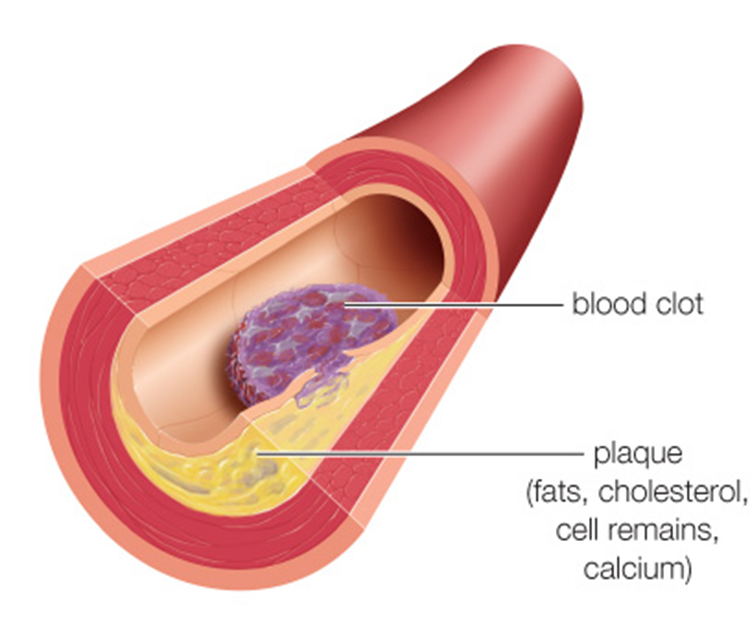 blood clot
plaque
(fats, cholesterol,
cell remains,
calcium)